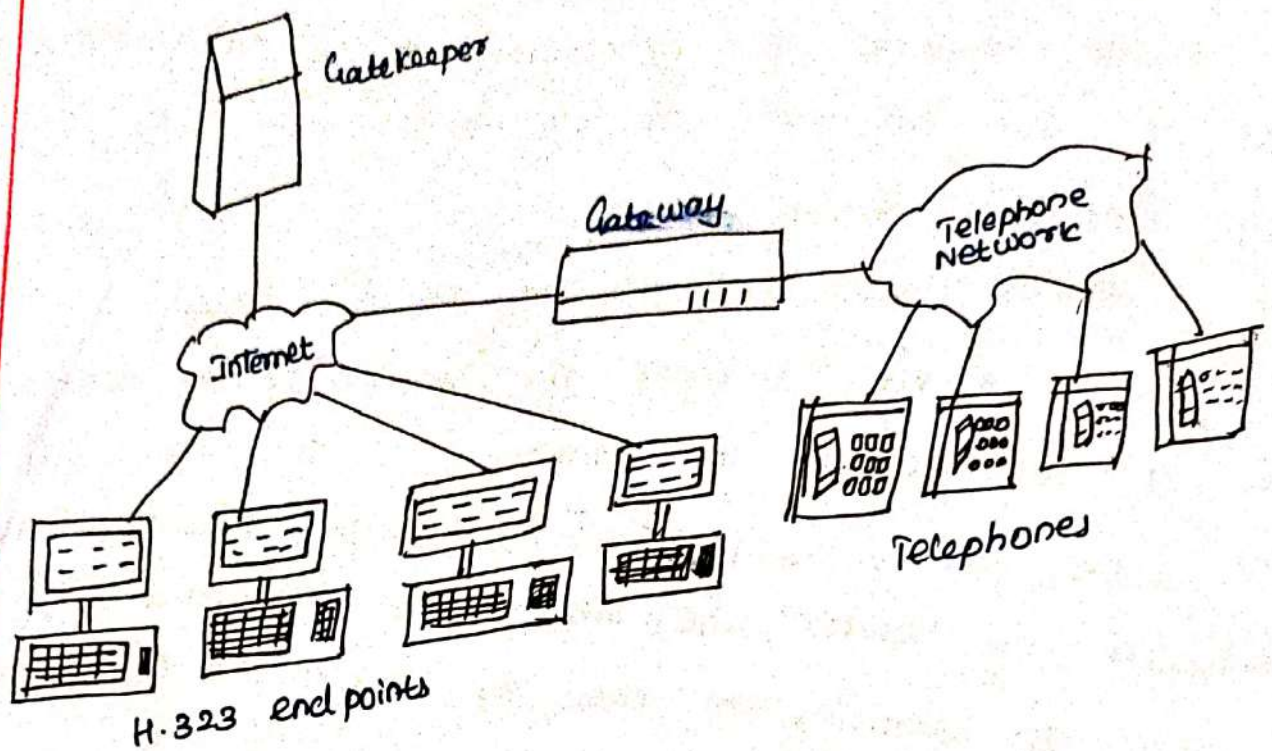 Gatekeeper
Gateway
Telephone
Network
Internet
Telephones
H.323 end points